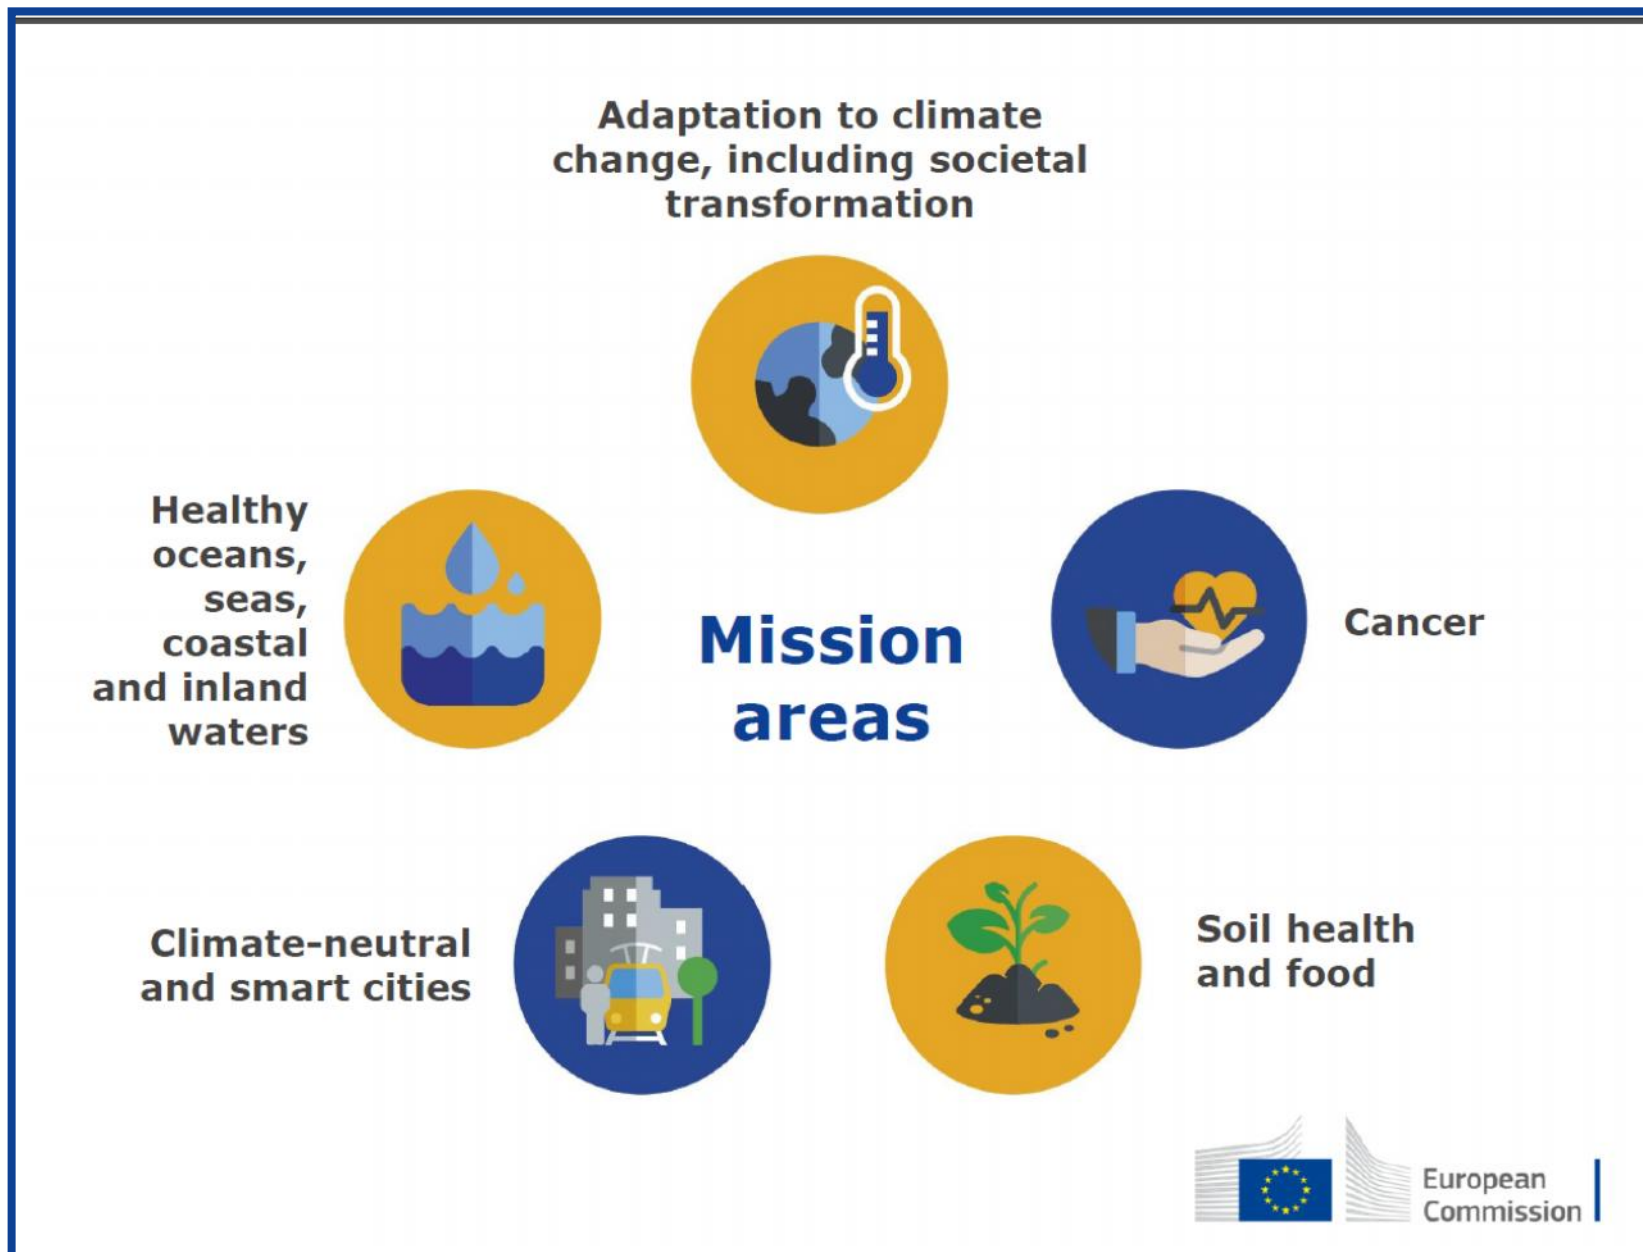 Adaptation to climate
change, including societal
transformation
Healthy
oceans,
seas,
coastal
and inland
waters
Mission
areas
Cancer
Climate-neutral
and smart cities
Soil health
and food
European
Commission